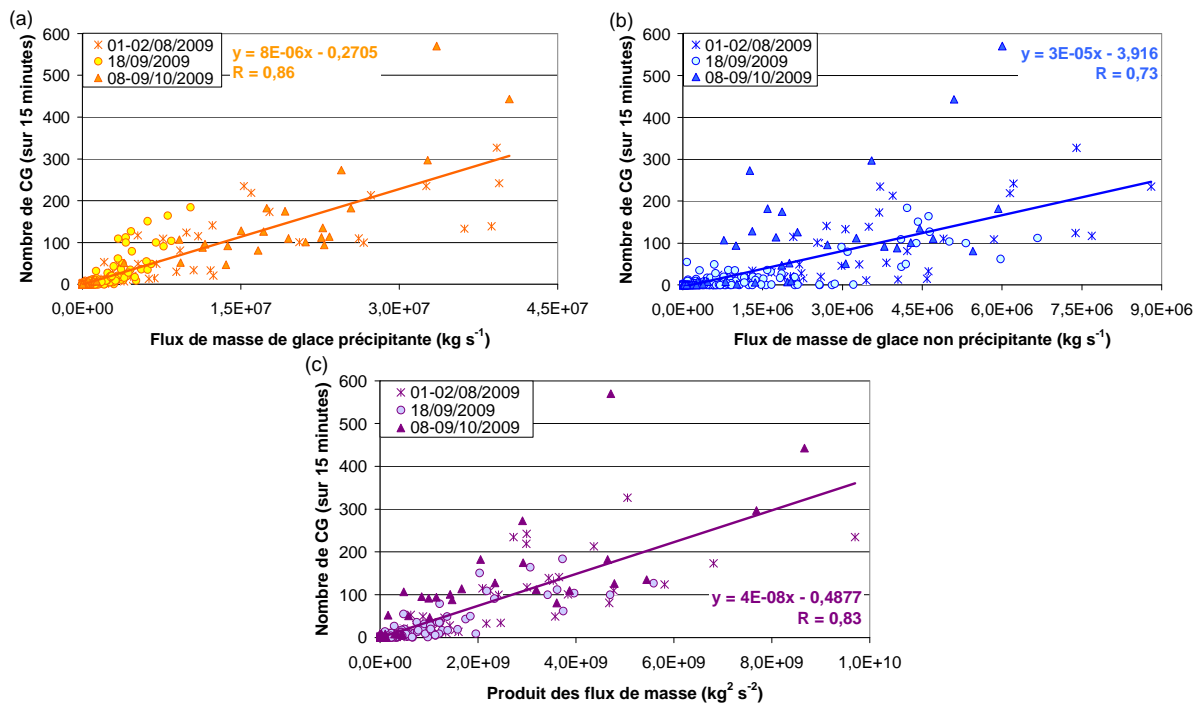 (a)
Nombre de CG (sur 15 minutes)
600
500
400
300
200
100
0
01-02/08/2009
18/09/2009
08-09/10/2009
y = 8E-06x - 0,2705
R = 0,86
0,0E+00
1,5E+07
3,0E+07
4,5E+07
Flux de masse de glace précipitante (kg s⁻¹)
(b)
Nombre de CG (sur 15 minutes)
600
500
400
300
200
100
0
01-02/08/2009
18/09/2009
08-09/10/2009
y = 3E-05x - 3,916
R = 0,73
0,0E+00
1,5E+06
3,0E+06
4,5E+06
6,0E+06
7,5E+06
9,0E+06
Flux de masse de glace non précipitante (kg s⁻¹)
(c)
Nombre de CG (sur 15 minutes)
600
500
400
300
200
100
0
01-02/08/2009
18/09/2009
08-09/10/2009
y = 4E-08x - 0,4877
R = 0,83
0,0E+00
2,0E+09
4,0E+09
6,0E+09
8,0E+09
1,0E+10
Produit des flux de masse (kg² s⁻²)